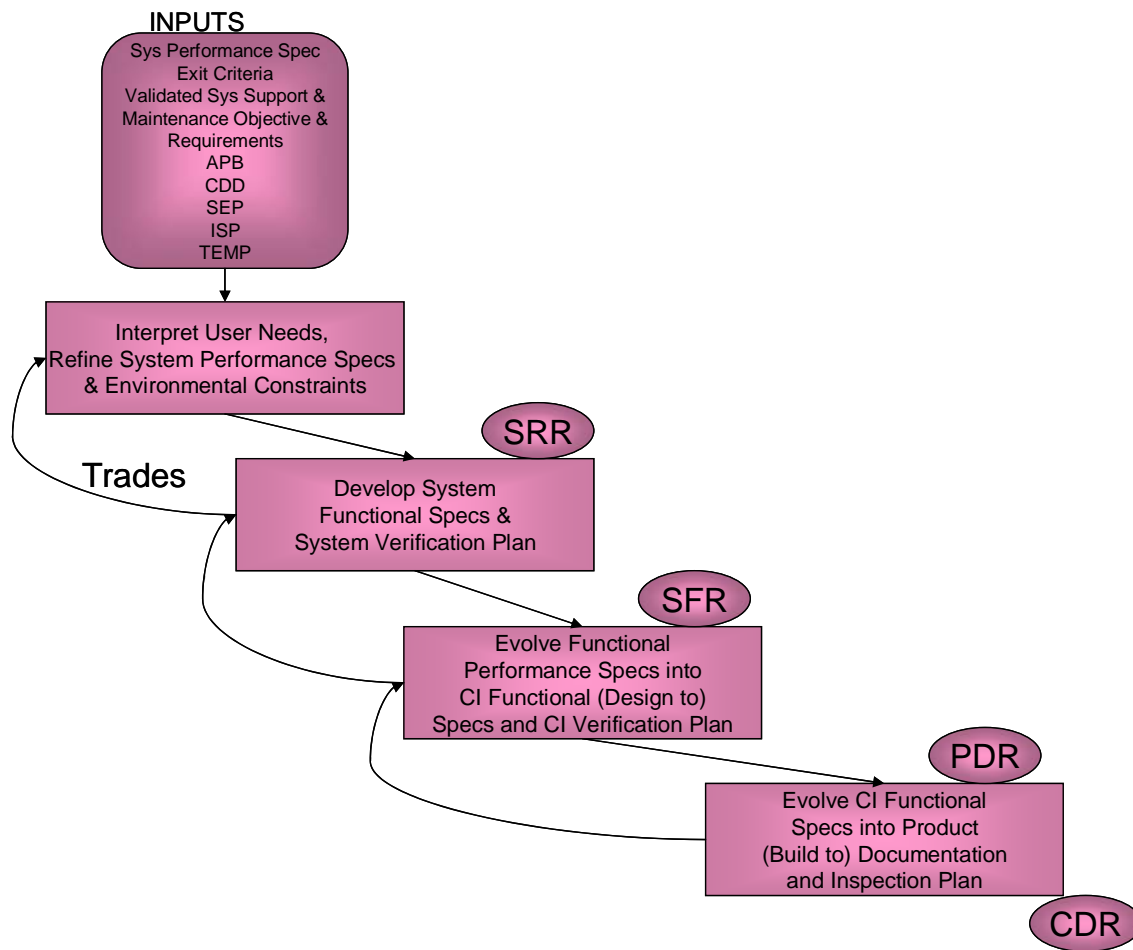 INPUTS
Sys Performance Spec
Exit Criteria
Validated Sys Support &
Maintenance Objective &
Requirements
APB
CDD
SEP
ISP
TEMP
Interpret User Needs,
Refine System Performance Specs
& Environmental Constraints
SRR
Trades
Develop System
Functional Specs &
System Verification Plan
SFR
Evolve Functional
Performance Specs into
CI Functional (Design to)
Specs and CI Verification Plan
PDR
Evolve CI Functional
Specs into Product
(Build to) Documentation
and Inspection Plan
CDR